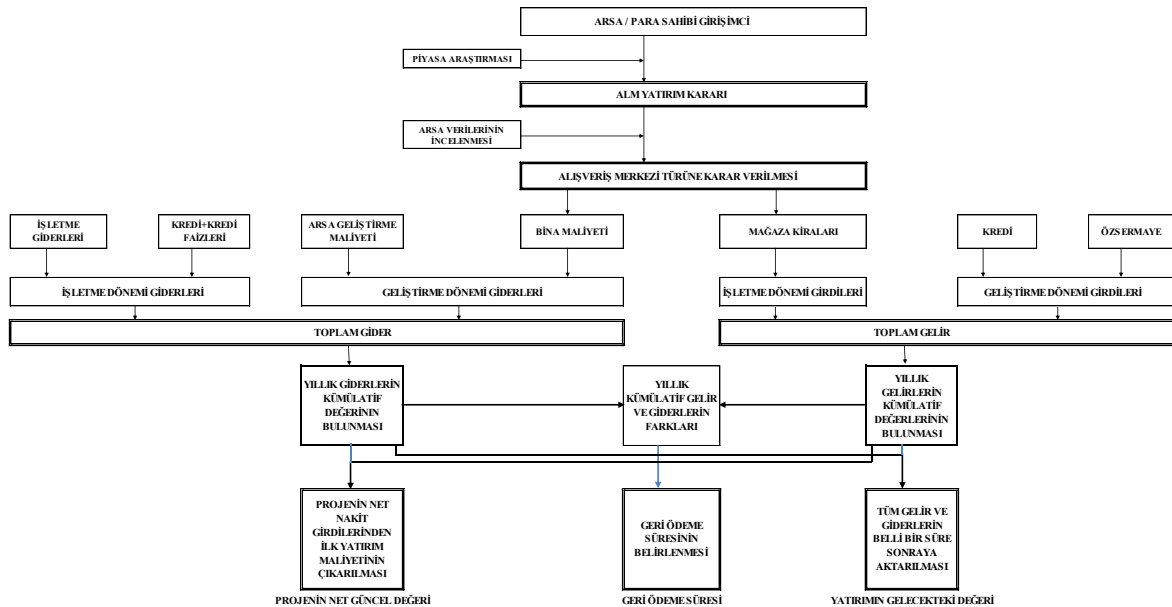 ARSA / PARA SAHİBİ GİRİŞİMCİ
PİYASA ARAŞTIRMASI
ALM YATIRIM KARARI
ARSA VERİLERİNİN
İNCELENMESİ
ALIŞVERİŞ MERKEZİ TÜRÜNE KARAR VERİLMESİ
İŞLETME
GİDERLERİ
KREDİ+KREDİ
FAİZLERİ
ARSA GELİŞTİRME
MALİYETİ
BİNA MALİYETİ
MAĞAZA KİRALARI
KREDİ
ÖZSERMAYE
İŞLETME DÖNEMİ GİDERLERİ
GELİŞTİRME DÖNEMİ GİDERLERİ
İŞLETME DÖNEMİ GİRDİLERİ
GELİŞTİRME DÖNEMİ GİRDİLERİ
TOPLAM GİDER
TOPLAM GELİR
YILLIK GİDERLERİN
KÜMÜLATİF
DEĞERİNIN
BULUNMASI
YILLIK
KÜMÜLATİF GELİR
VE GİDERLERİN
FARKLARI
YILLIK
GELİRLERİN
KÜMÜLATİF
DEĞERLERİNİN
BULUNMASI
PROJENİN NET
NAKİT
GİRDİLERİNDEN
İLK YATIRIM
MALİYETİNİN
ÇIKARILMASI
GERİ ÖDEME
SÜRESİNİN
BELİRLENMESİ
TÜM GELİR VE
GİDERLERİN
BELLİ BİR SÜRE
SONRAYA
AKTARILMASI
PROJENİN NET GÜNCEL DEĞERİ
GERİ ÖDEME SÜRESİ
YATIRIMIN GELECEKTEKİ DEĞERİ